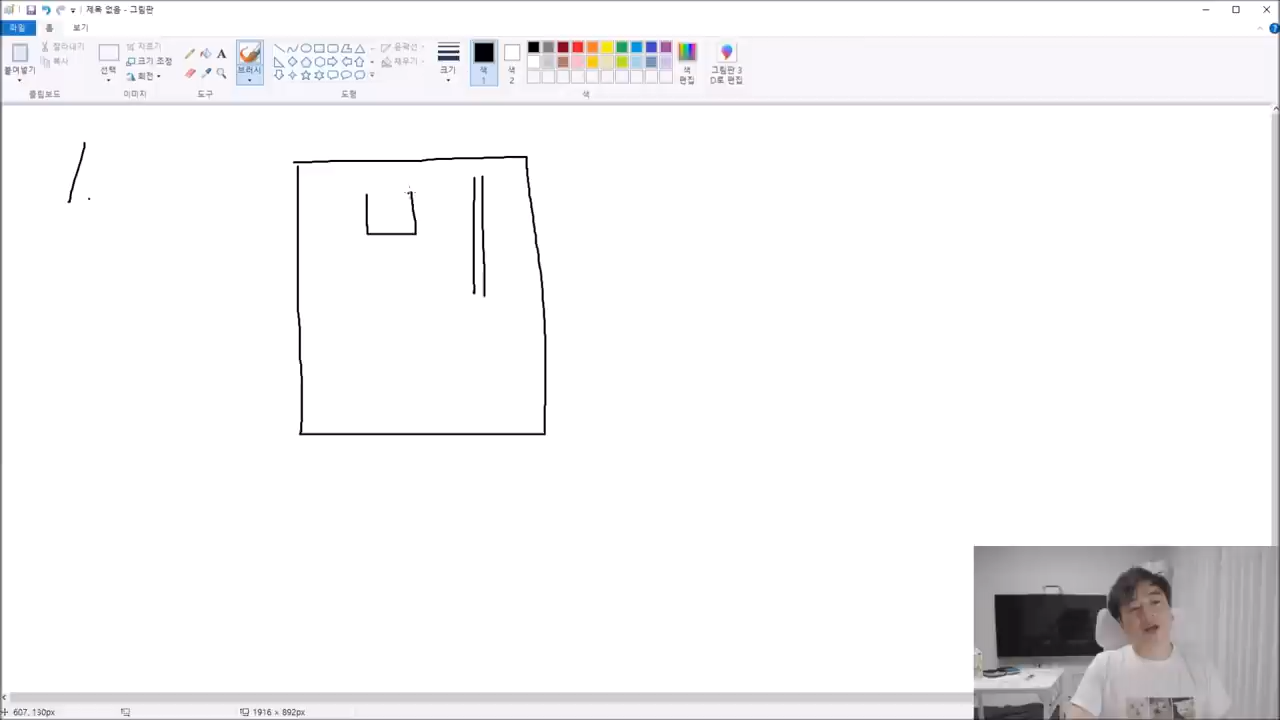 제목 없음 - 그림판
파일 홈 보기
붙여넣기
잘라내기
복사
클립보드
선택
자르기
크기 조정
회전
이미지
A
도구
브러시
윤곽선
채우기
도형
크기
색
1
색
2
색
편집
색
그림판 3
D로 편집
1.
607, 130px
1916 × 892px